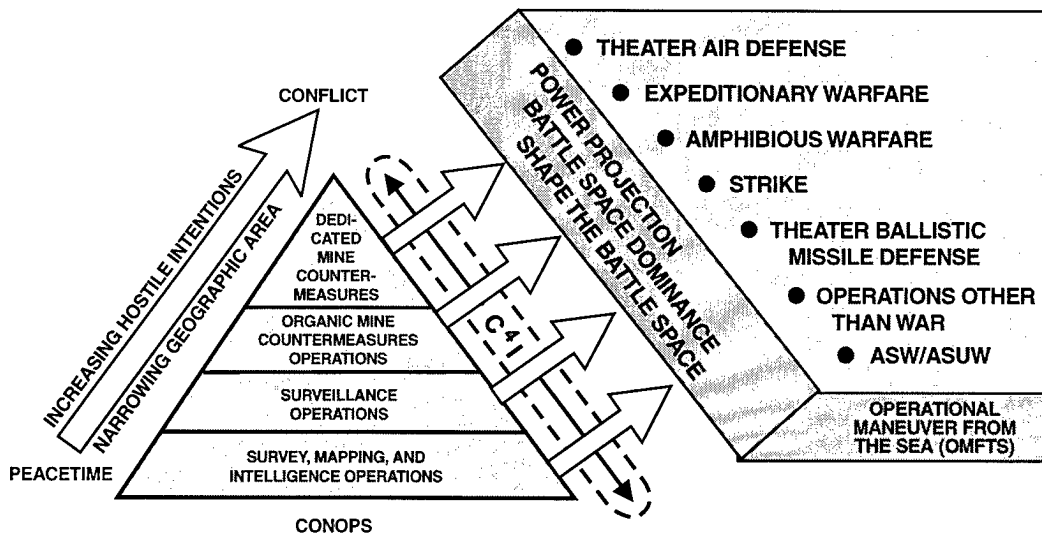 CONFLICT
INCREASING HOSTILE INTENTIONS
NARROWING GEOGRAPHIC AREA
PEACETIME
DEDI-
CATED
MINE
COUNTER-
MEASURES
ORGANIC MINE
COUNTERMEASURES
OPERATIONS
SURVEILLANCE
OPERATIONS
SURVEY, MAPPING, AND
INTELLIGENCE OPERATIONS
CONOPS
C⁴I
POWER PROJECTION
BATTLE SPACE DOMINANCE
SHAPE THE BATTLE SPACE
● THEATER AIR DEFENSE
● EXPEDITIONARY WARFARE
● AMPHIBIOUS WARFARE
● STRIKE
● THEATER BALLISTIC
MISSILE DEFENSE
● OPERATIONS OTHER
THAN WAR
● ASW/ASUW
OPERATIONAL
MANEUVER FROM
THE SEA (OMFTS)